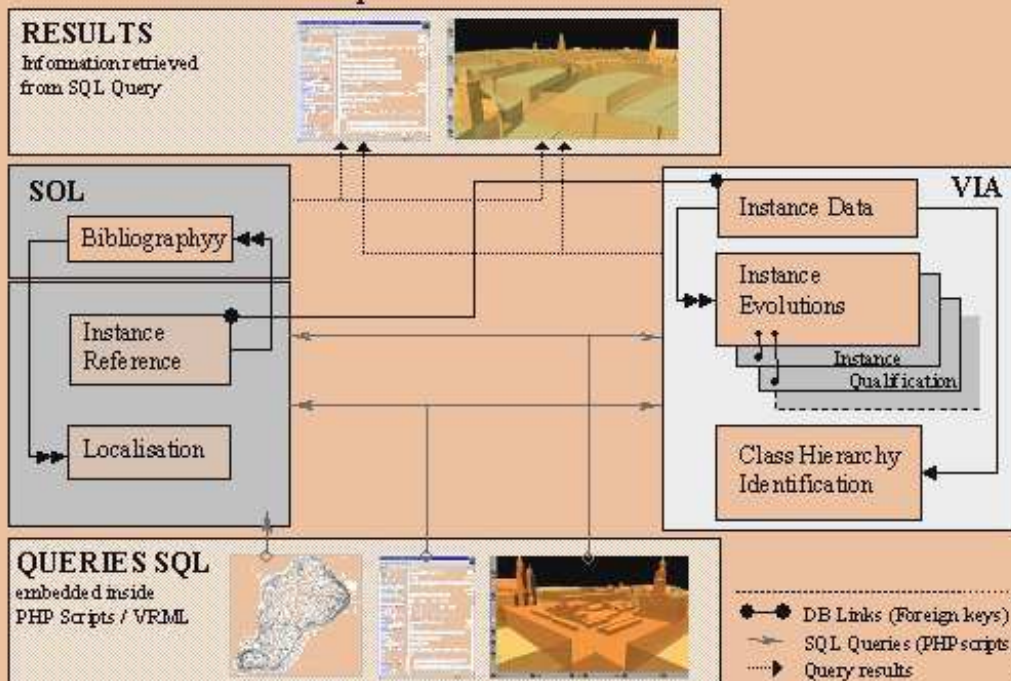 RESULTS
Information retrieved
from SQL Query
SOL
Bibliographyy
Instance
Reference
Localisation
VIA
Instance Data
Instance
Evolutions
Instance
Qualification
Class Hierarchy
Identification
QUERIES SQL
embedded inside
PHP Scripts / VRML
DB Links (Foreign keys)
SQL Queries (PHP scripts
Query results